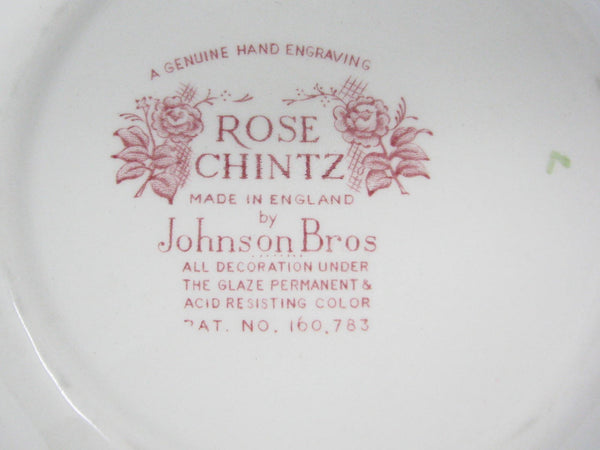 A GENUINE HAND ENGRAVING
ROSE
CHINTZ
MADE IN ENGLAND
by
Johnson Bros
ALL DECORATION UNDER
THE GLAZE PERMANENT &
ACID RESISTING COLOR
PAT. NO. 160,783